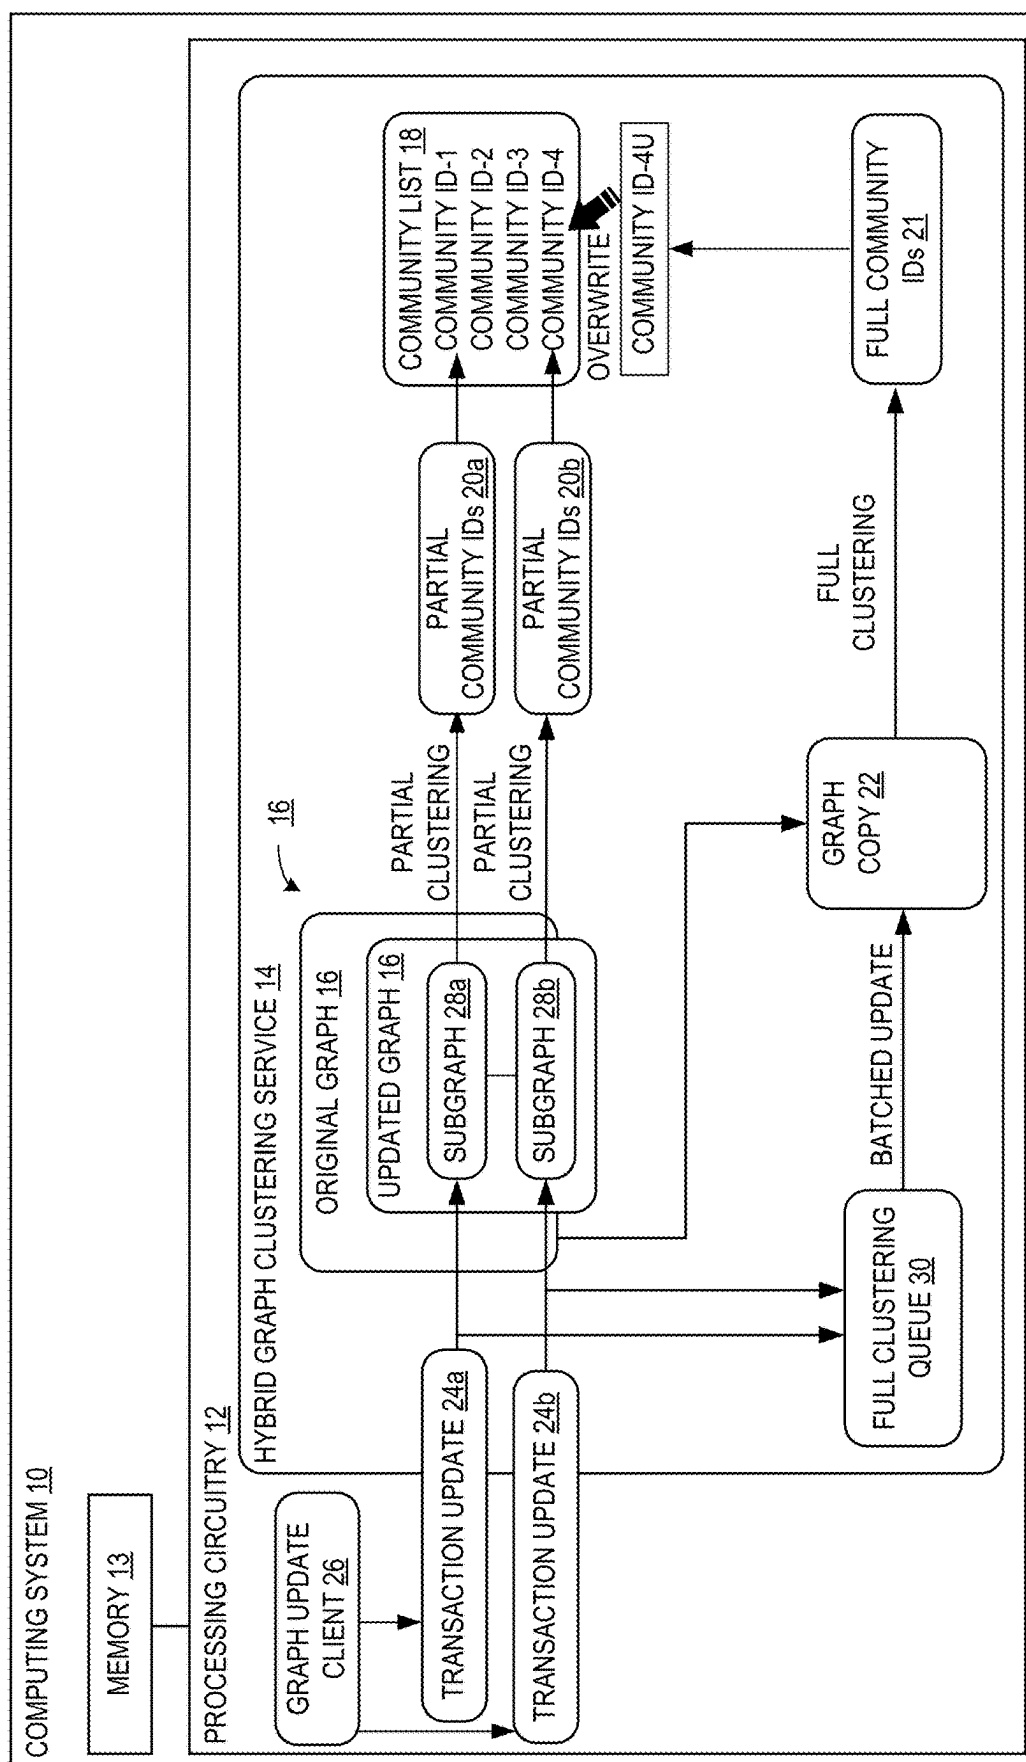 COMPUTING SYSTEM 10
MEMORY 13
PROCESSING CIRCUITRY 12
GRAPH UPDATE
CLIENT 26
TRANSACTION UPDATE 24a
TRANSACTION UPDATE 24b
HYBRID GRAPH CLUSTERING SERVICE 14
16
ORIGINAL GRAPH 16
UPDATED GRAPH 16
SUBGRAPH 28a
SUBGRAPH 28b
PARTIAL
CLUSTERING
PARTIAL
CLUSTERING
PARTIAL
COMMUNITY IDs 20a
PARTIAL
COMMUNITY IDs 20b
COMMUNITY LIST 18
COMMUNITY ID-1
COMMUNITY ID-2
COMMUNITY ID-3
COMMUNITY ID-4
OVERWRITE
COMMUNITY ID-4U
FULL CLUSTERING
QUEUE 30
BATCHED UPDATE
GRAPH
COPY 22
FULL
CLUSTERING
FULL COMMUNITY
IDs 21